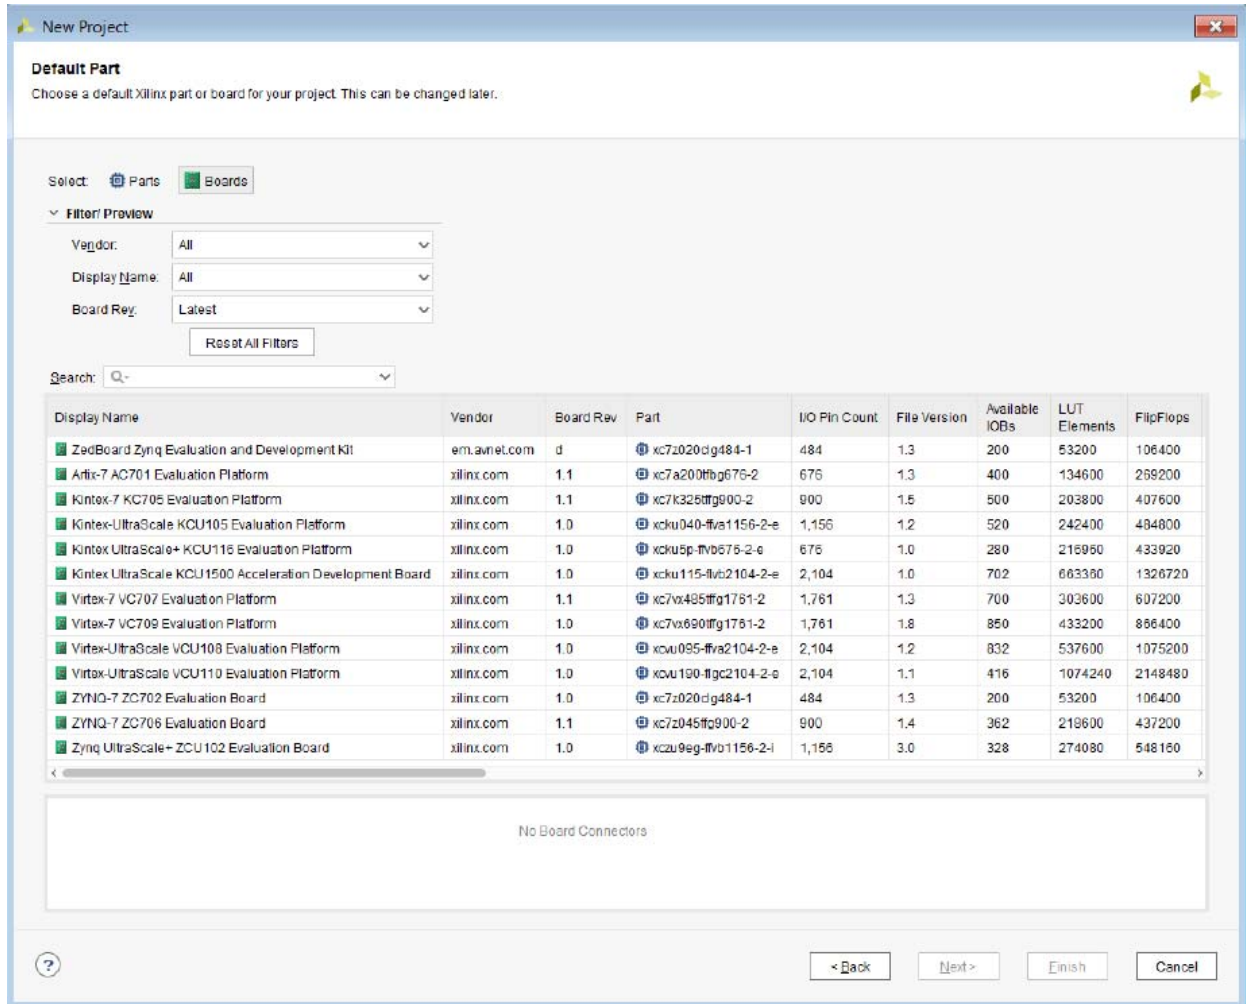 New Project
Default Part
Choose a default Xilinx part or board for your project. This can be changed later.
Select: Parts Boards
Filter/ Preview
Vendor: All
Display Name: All
Board Rev: Latest
Reset All Filters
Search: Q-
Display Name Vendor Board Rev Part I/O Pin Count File Version Available IOBs LUT Elements FlipFlops
ZedBoard Zynq Evaluation and Development Kit em.avnet.com d xc7z020clg484-1 484 1.3 200 53200 106400
Artix-7 AC701 Evaluation Platform xilinx.com 1.1 xc7a200tfbg676-2 676 1.3 400 134600 269200
Kintex-7 KC705 Evaluation Platform xilinx.com 1.1 xc7k325tffg900-2 900 1.5 500 203800 407600
Kintex-UltraScale KCU105 Evaluation Platform xilinx.com 1.0 xcku040-ffva1156-2-e 1,156 1.2 520 242400 484800
Kintex UltraScale+ KCU116 Evaluation Platform xilinx.com 1.0 xcku5p-ffvb676-2-e 676 1.0 280 216960 433920
Kintex UltraScale KCU1500 Acceleration Development Board xilinx.com 1.0 xcku115-flvb2104-2-e 2,104 1.0 702 663360 1326720
Virtex-7 VC707 Evaluation Platform xilinx.com 1.1 xc7vx485tffg1761-2 1,761 1.3 700 303600 607200
Virtex-7 VC709 Evaluation Platform xilinx.com 1.0 xc7vx690tffg1761-2 1,761 1.8 850 433200 866400
Virtex-UltraScale VCU108 Evaluation Platform xilinx.com 1.0 xcvu095-ffva2104-2-e 2,104 1.2 832 537600 1075200
Virtex-UltraScale VCU110 Evaluation Platform xilinx.com 1.0 xcvu190-flgc2104-2-e 2,104 1.1 416 1074240 2148480
ZYNQ-7 ZC702 Evaluation Board xilinx.com 1.0 xc7z020clg484-1 484 1.3 200 53200 106400
ZYNQ-7 ZC706 Evaluation Board xilinx.com 1.1 xc7z045ffg900-2 900 1.4 362 218600 437200
Zynq UltraScale+ ZCU102 Evaluation Board xilinx.com 1.0 xczu9eg-ffvb1156-2-i 1,156 3.0 328 274080 548160
No Board Connectors
? < Back Next > Finish Cancel